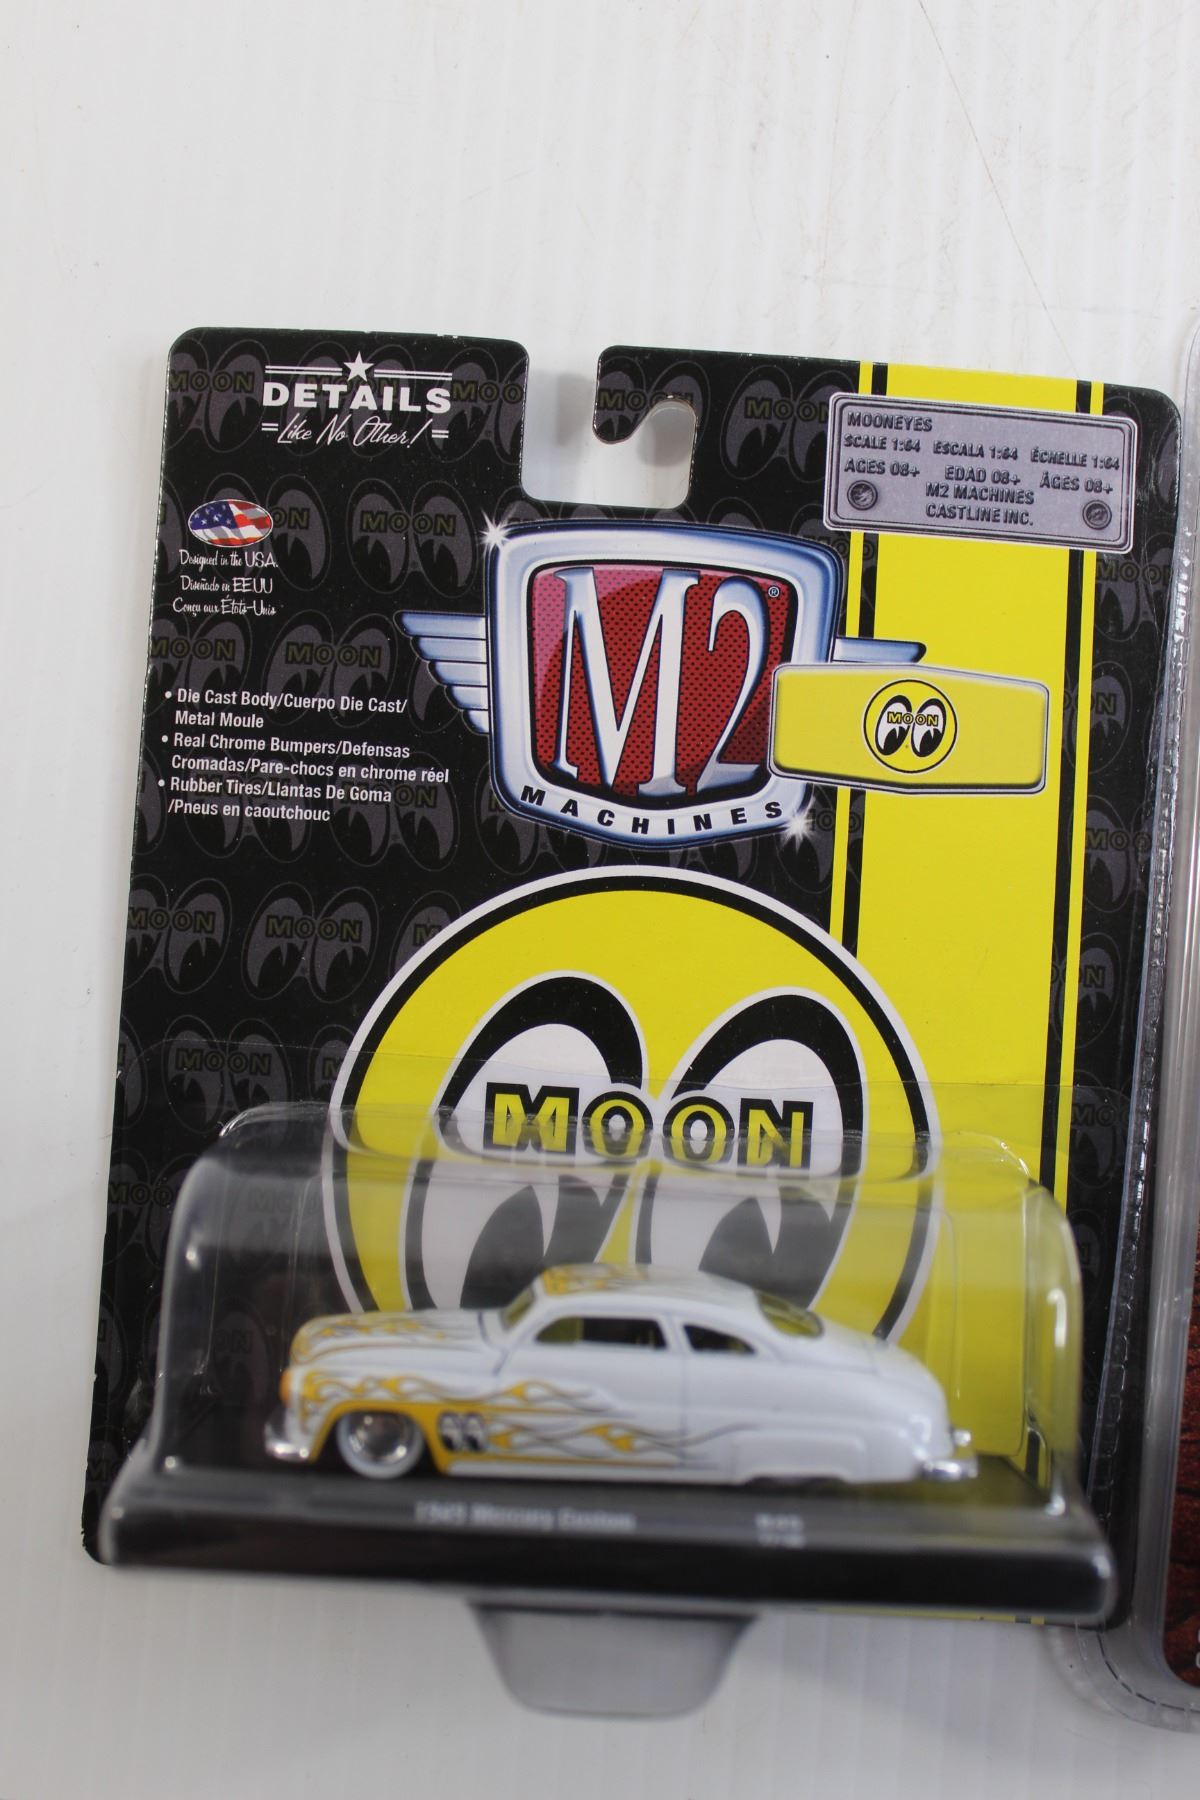 DETAILS
Like No Other!
MOONEYES
SCALE 1:64 ESCALA 1:64 ÉCHELLE 1:64
AGES 08+ EDAD 08+ ÂGES 08+
M2 MACHINES
CASTLINE INC.
Designed in the USA.
Diseñado en EEUU
Conçu aux États-Unis
M2®
MACHINES
MOON
• Die Cast Body/Cuerpo Die Cast/
Metal Moule
• Real Chrome Bumpers/Defensas
Cromadas/Pare-chocs en chrome réel
• Rubber Tires/Llantas De Goma
/Pneus en caoutchouc
MOON
1949 Mercury Custom